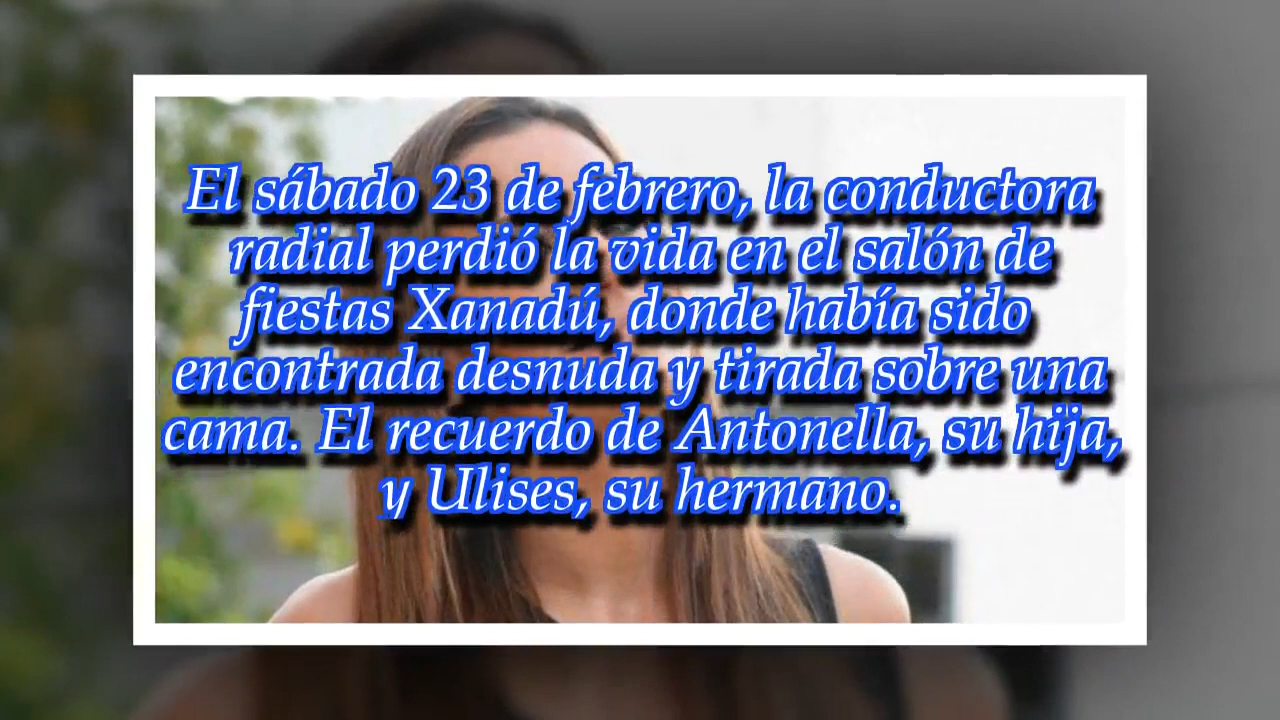 El sábado 23 de febrero, la conductora
radial perdió la vida en el salón de
fiestas Xanadú, donde había sido
encontrada desnuda y tirada sobre una
cama. El recuerdo de Antonella, su hija,
y Ulises, su hermano.